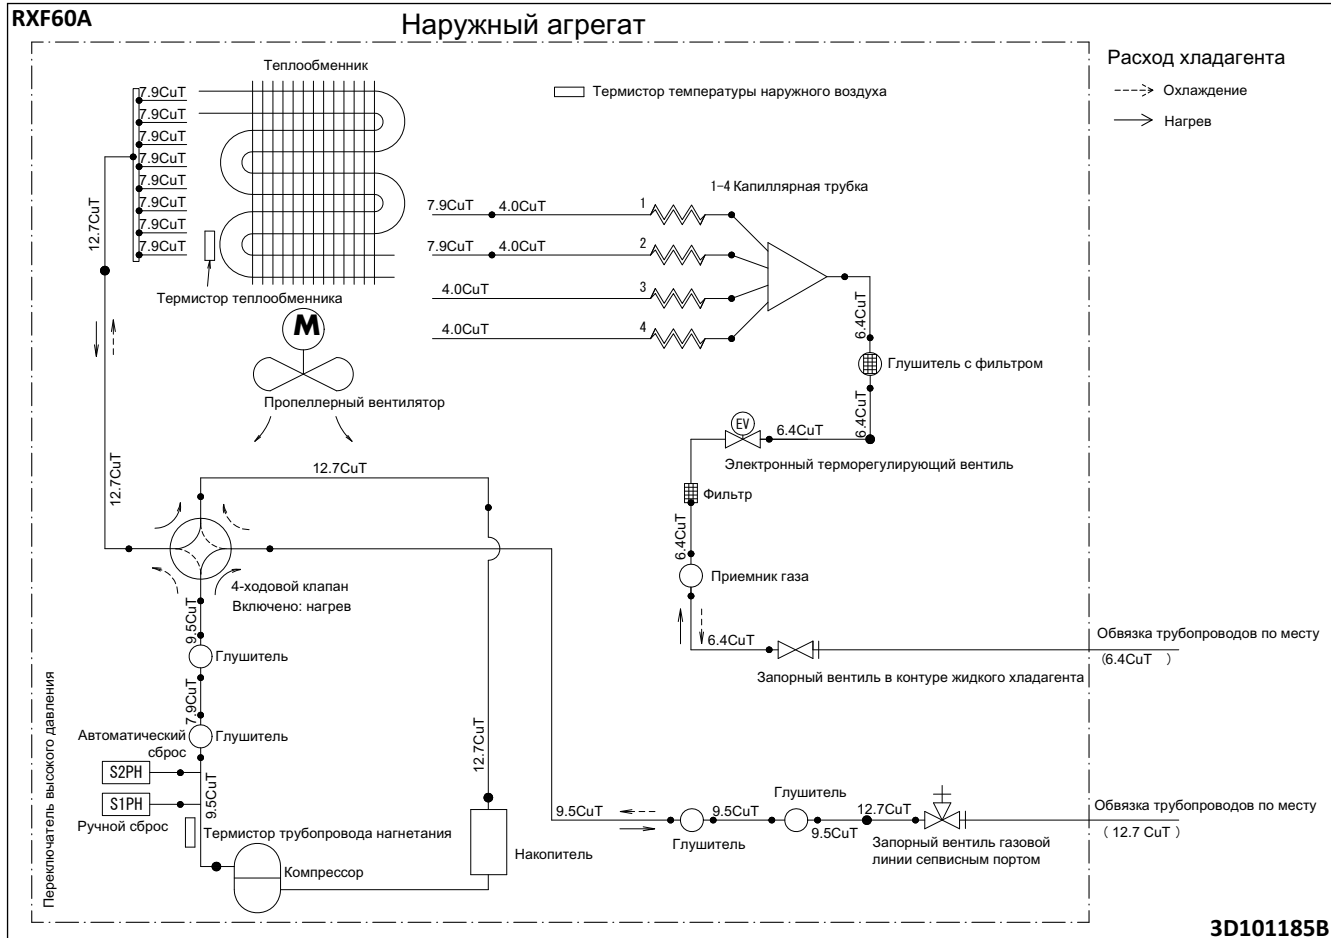 RXF60A
Наружный агрегат
Расход хладагента
Охлаждение
Нагрев
Теплообменник
Термистор температуры наружного воздуха
7.9CuT
7.9CuT
7.9CuT
7.9CuT
7.9CuT
7.9CuT
7.9CuT
7.9CuT
12.7CuT
Термистор теплообменника
M
Пропеллерный вентилятор
1-4 Капиллярная трубка
7.9CuT 4.0CuT 1
7.9CuT 4.0CuT 2
4.0CuT 3
4.0CuT 4
6.4CuT
Глушитель с фильтром
6.4CuT
EV
6.4CuT
Электронный терморегулирующий вентиль
Фильтр
6.4CuT
Приемник газа
6.4CuT
Запорный вентиль в контуре жидкого хладагента
Обвязка трубопроводов по месту
(6.4CuT )
12.7CuT
12.7CuT
4-ходовой клапан
Включено: нагрев
9.5CuT
Глушитель
7.9CuT
Глушитель
Автоматический
сброс
S2PH
S1PH
Ручной сброс
9.5CuT
Переключатель высокого давления
Термистор трубопровода нагнетания
Компрессор
12.7CuT
Накопитель
9.5CuT
Глушитель
9.5CuT
Глушитель
9.5CuT
12.7CuT
Запорный вентиль газовой
линии сепвисным портом
Обвязка трубопроводов по месту
( 12.7 CuT )
3D101185B